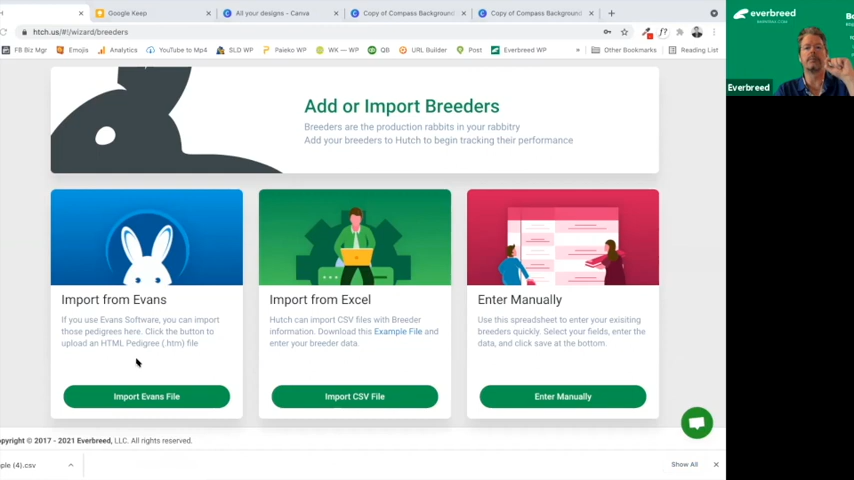 Google Keep
All your designs - Canva
Copy of Compass Background
Copy of Compass Background
htch.us/#!/wizard/breeders
FB Biz Mgr
Emojis
Analytics
YouTube to Mp4
SLD WP
Paieko WP
WK — WP
QB
URL Builder
Post
Everbreed WP
»
Other Bookmarks
Reading List
everbreed
Everbreed
Add or Import Breeders
Breeders are the production rabbits in your rabbitry
Add your breeders to Hutch to begin tracking their performance
Import from Evans
If you use Evans Software, you can import
those pedigrees here. Click the button to
upload an HTML Pedigree (.htm) file
Import Evans File
Import from Excel
Hutch can import CSV files with Breeder
information. Download this Example File and
enter your breeder data.
Import CSV File
Enter Manually
Use this spreadsheet to enter your exisiting
breeders quickly. Select your fields, enter the
data, and click save at the bottom.
Enter Manually
opyright © 2017 - 2021 Everbreed, LLC. All rights reserved.
ple (4).csv
Show All